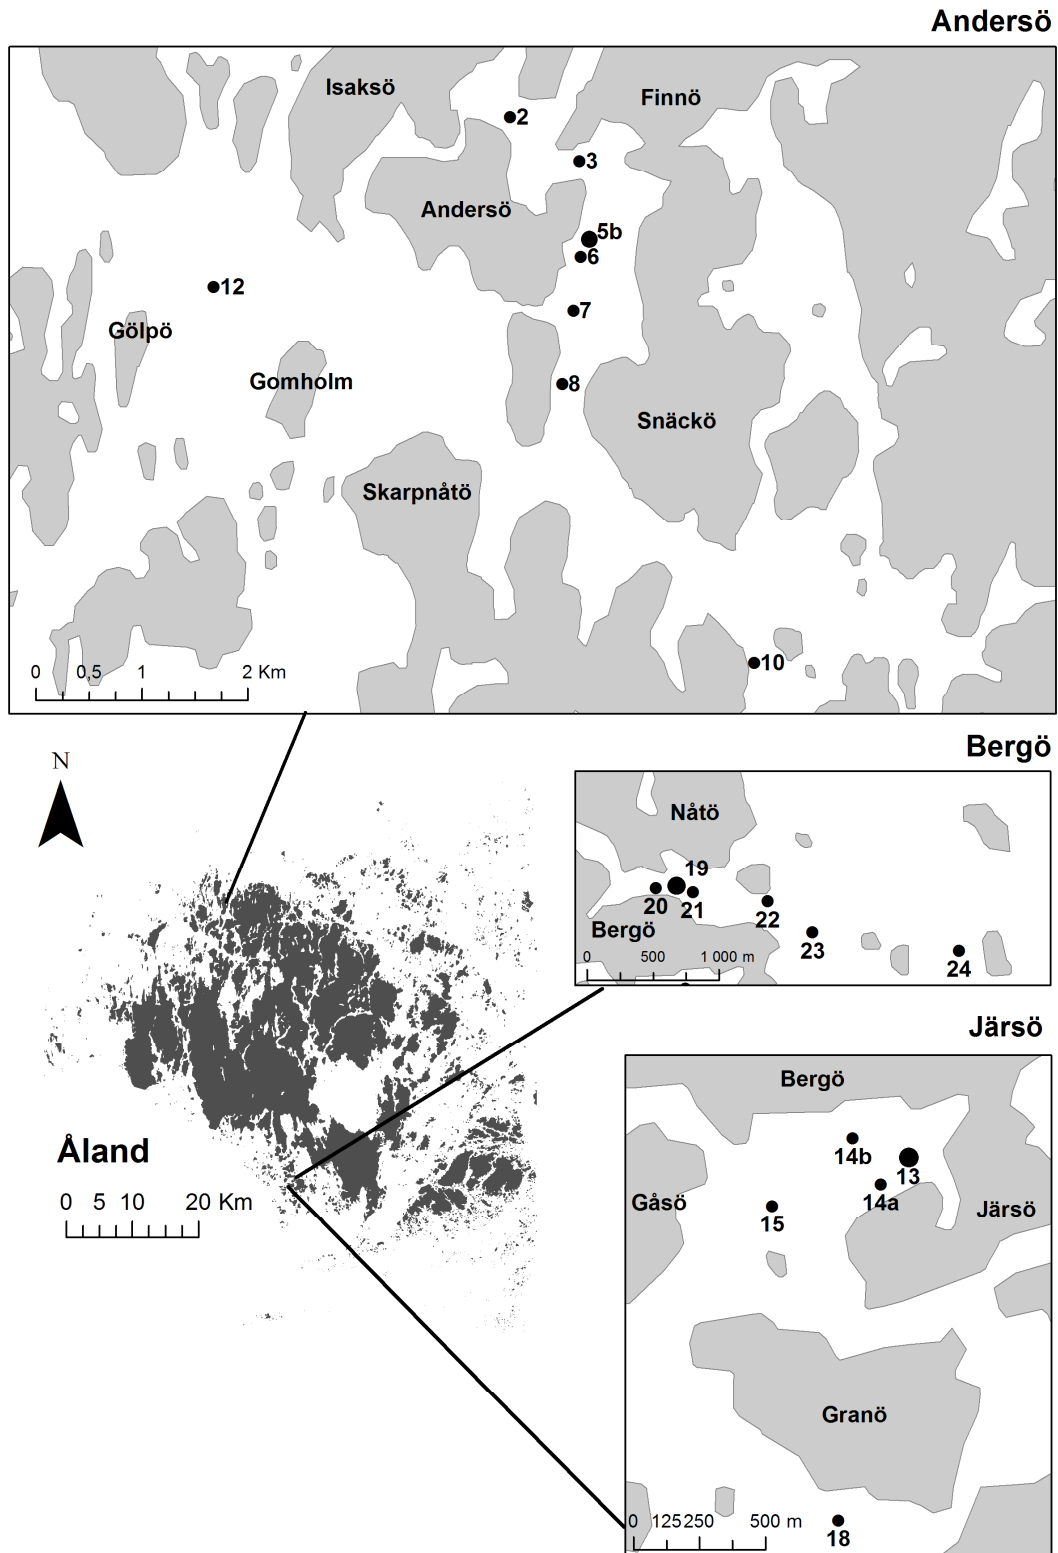 Andersö
Isaksö
Finnö
2
3
Andersö
5b
6
12
7
Gölpö
Gomholm
8
Snäckö
Skarpnåtö
10
0 0,5 1 2 Km
Bergö
N
Nåtö
19
20 21 22
Bergö
23
24
0 500 1 000 m
Järsö
Bergö
14b
13
14a
Gåsö
15
Järsö
Granö
0 125 250 500 m
18
Åland
0 5 10 20 Km